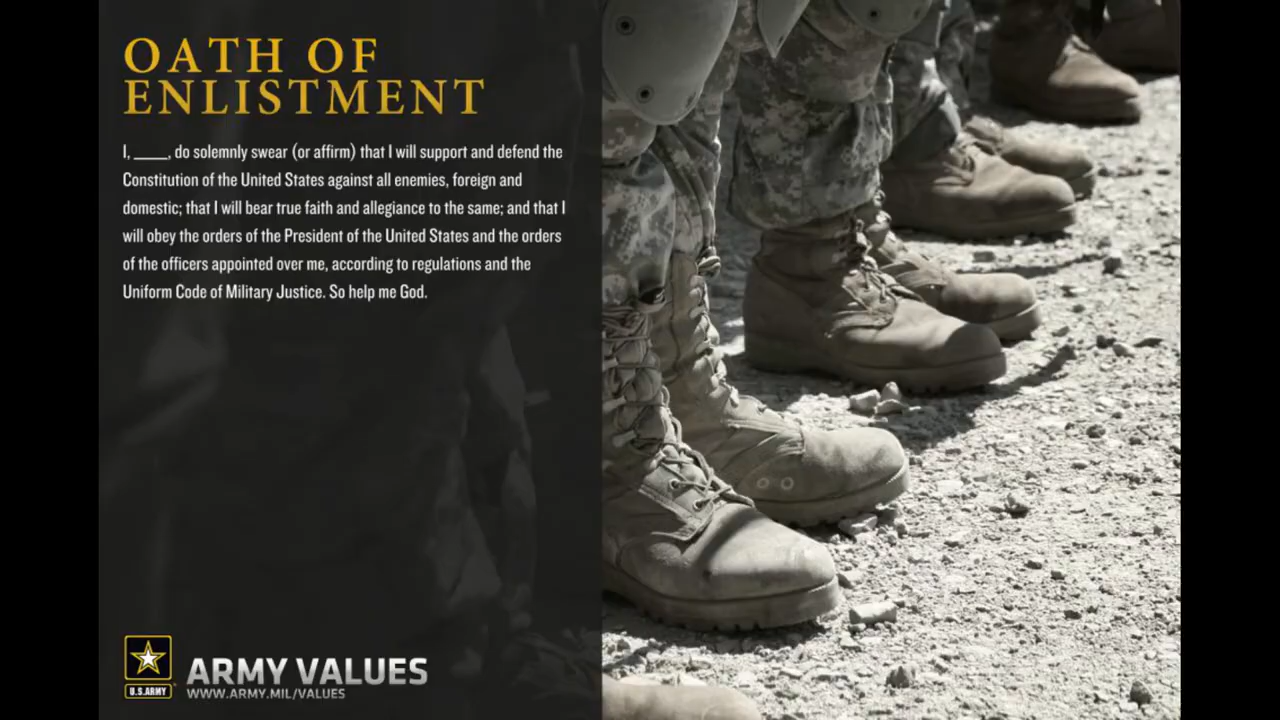 OATH OF
ENLISTMENT
I, ____, do solemnly swear (or affirm) that I will support and defend the
Constitution of the United States against all enemies, foreign and
domestic; that I will bear true faith and allegiance to the same; and that I
will obey the orders of the President of the United States and the orders
of the officers appointed over me, according to regulations and the
Uniform Code of Military Justice. So help me God.
U.S.ARMY
ARMY VALUES
WWW.ARMY.MIL/VALUES